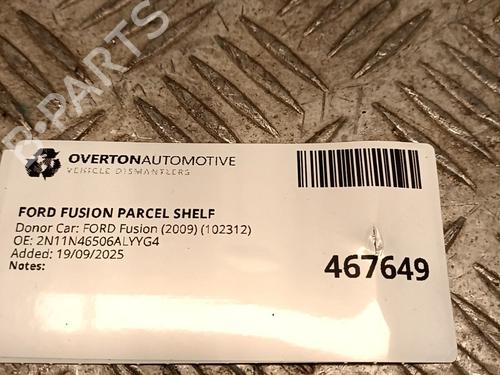 R-PARTS
OVERTONAUTOMOTIVE
VEHICLE DISMANTLERS
FORD FUSION PARCEL SHELF
Donor Car: FORD Fusion (2009) (102312)
OE: 2N11N46506ALYYG4
Added: 19/09/2025
Notes:
467649